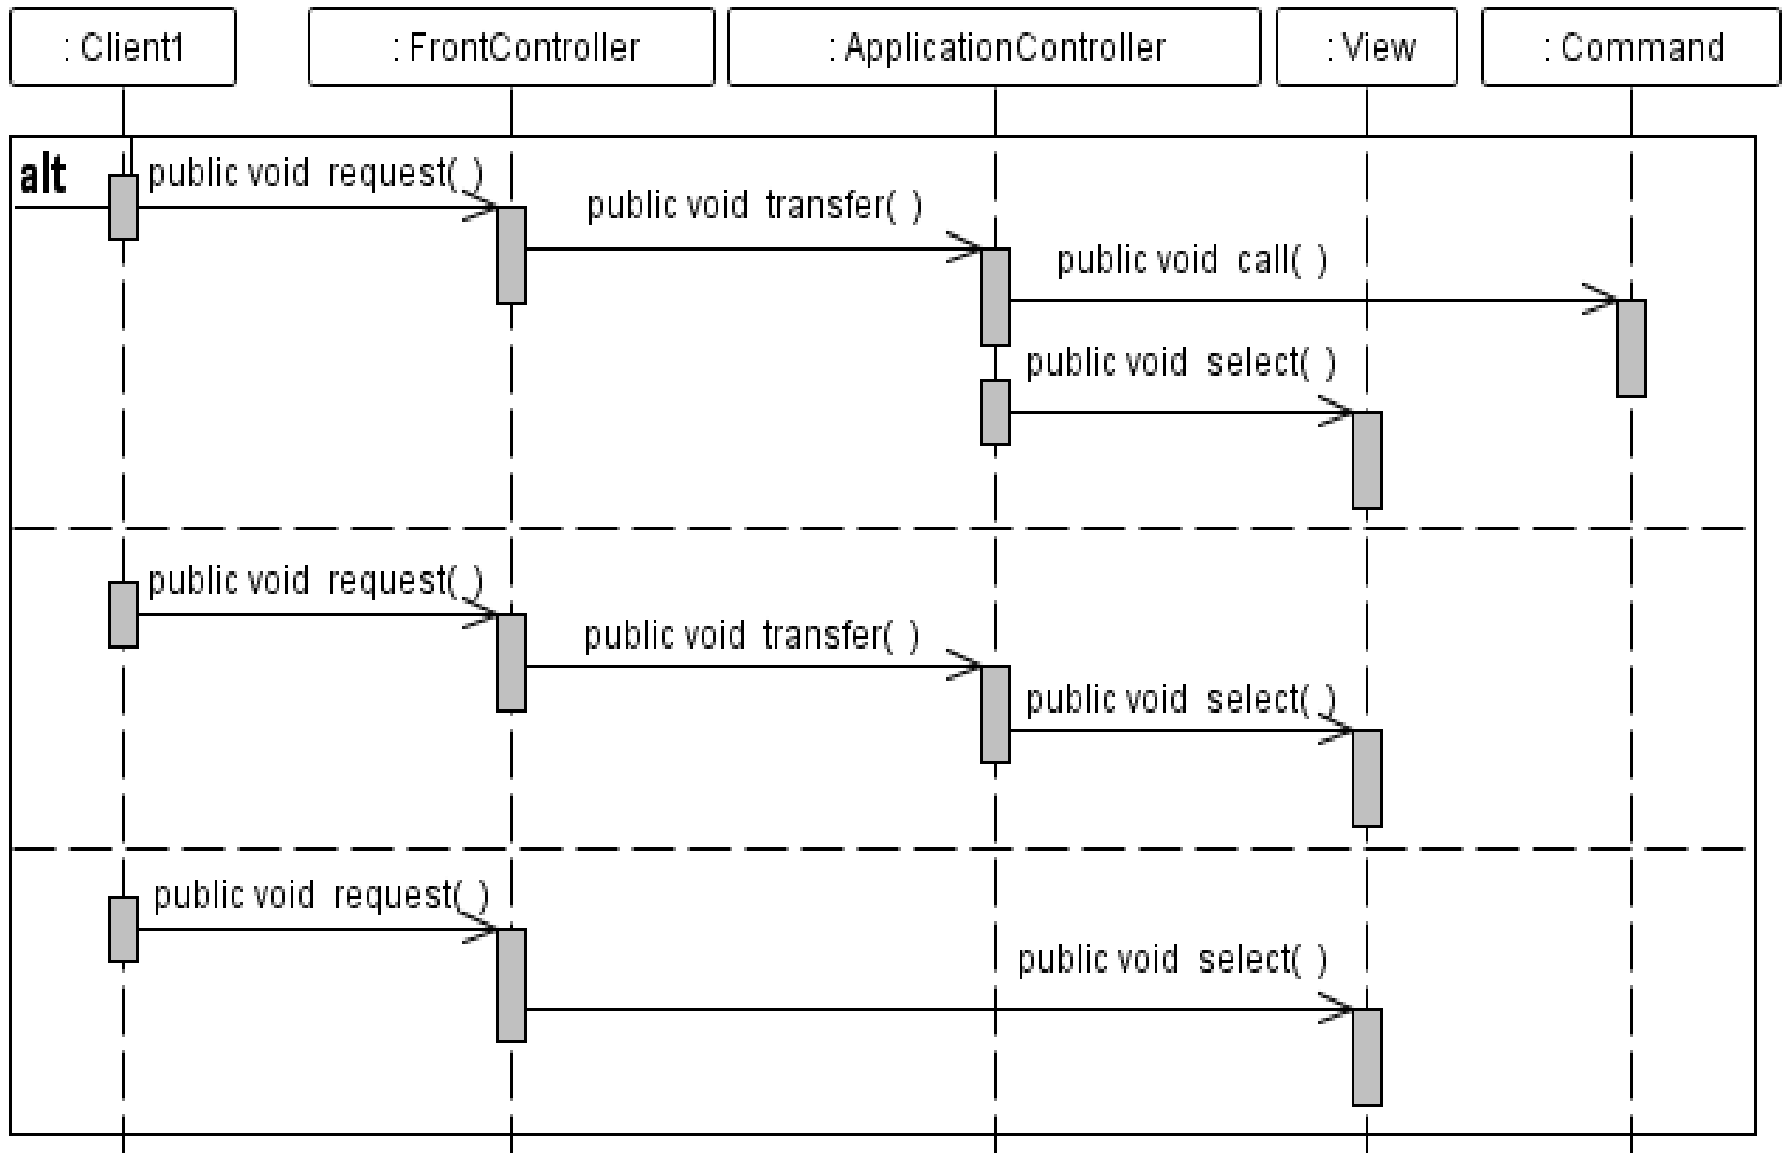 : Client1
: FrontController
: ApplicationController
: View
: Command
alt
public void request( )
public void transfer( )
public void call( )
public void select( )
public void request( )
public void transfer( )
public void select( )
public void request( )
public void select( )